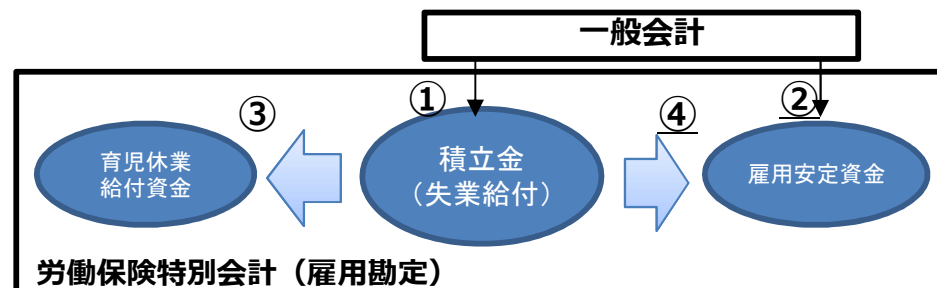 一般会計
③
①
④
②
育児休業
給付資金
積立金
（失業給付）
雇用安定資金
労働保険特別会計（雇用勘定）